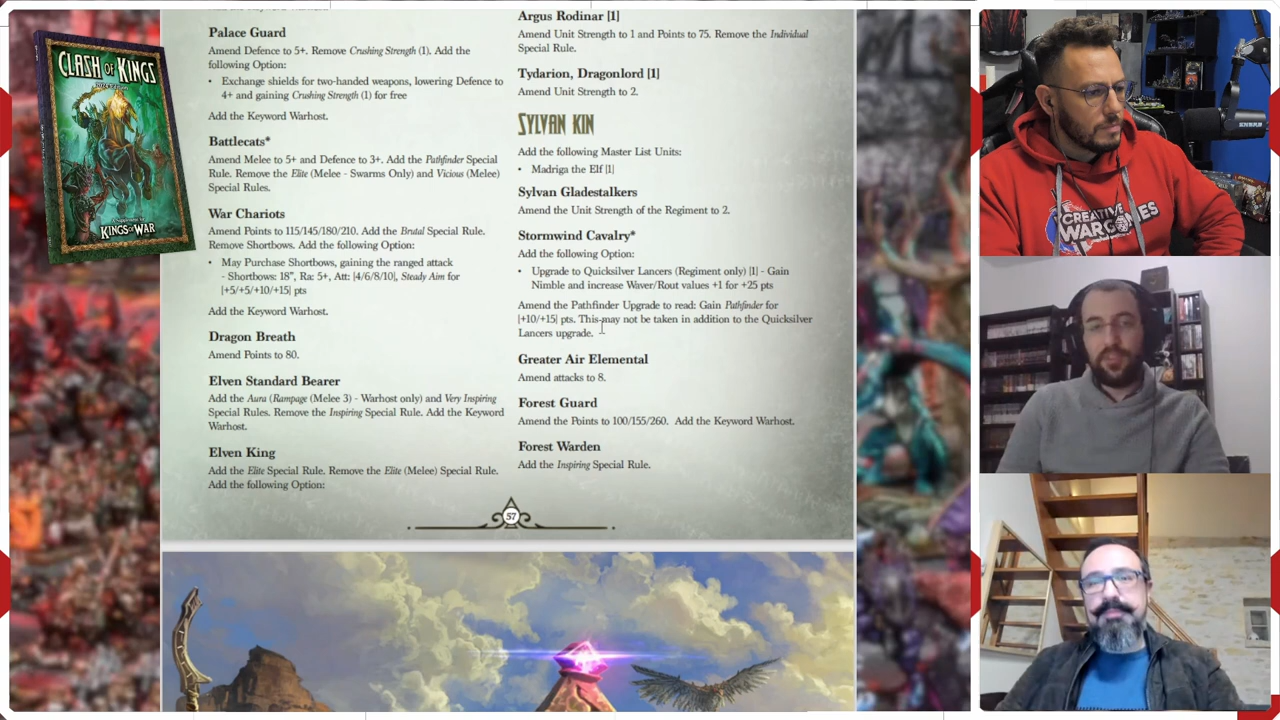 CLASH OF KINGS
KINGS OF WAR
Palace Guard
Amend Defence to 5+. Remove Crushing Strength (1). Add the
following Option:
• Exchange shields for two-handed weapons, lowering Defence to
4+ and gaining Crushing Strength (1) for free
Add the Keyword Warhost.
Battlecats*
Amend Melee to 5+ and Defence to 3+. Add the Pathfinder Special
Rule. Remove the Elite (Melee - Swarms Only) and Vicious (Melee)
Special Rules.
War Chariots
Amend Points to 115/145/180/210. Add the Brutal Special Rule.
Remove Shortbows. Add the following Option:
• May Purchase Shortbows, gaining the ranged attack
- Shortbows: 18", Ra: 5+, Att: [4/6/8/10], Steady Aim for
[+5/+5/+10/+15] pts
Add the Keyword Warhost.
Dragon Breath
Amend Points to 80.
Elven Standard Bearer
Add the Aura (Rampage (Melee 3) - Warhost only) and Very Inspiring
Special Rules. Remove the Inspiring Special Rule. Add the Keyword
Warhost.
Elven King
Add the Elite Special Rule. Remove the Elite (Melee) Special Rule.
Add the following Option:
Argus Rodinar [1]
Amend Unit Strength to 1 and Points to 75. Remove the Individual
Special Rule.
Tydarion, Dragonlord [1]
Amend Unit Strength to 2.
SYLVAN KIN
Add the following Master List Units:
• Madriga the Elf [1]
Sylvan Gladestalkers
Amend the Unit Strength of the Regiment to 2.
Stormwind Cavalry*
Add the following Option:
• Upgrade to Quicksilver Lancers (Regiment only) [1] - Gain
Nimble and increase Waver/Rout values +1 for +25 pts
Amend the Pathfinder Upgrade to read: Gain Pathfinder for
[+10/+15] pts. This may not be taken in addition to the Quicksilver
Lancers upgrade.
Greater Air Elemental
Amend attacks to 8.
Forest Guard
Amend the Points to 100/155/260. Add the Keyword Warhost.
Forest Warden
Add the Inspiring Special Rule.
57
CREATIVE
WARGAMES